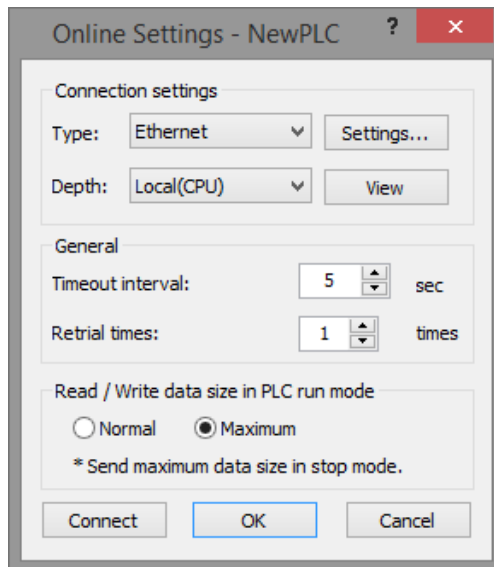 Online Settings - NewPLC ? ×
Connection settings
Type: Ethernet Settings...
Depth: Local(CPU) View
General
Timeout interval: 5 sec
Retrial times: 1 times
Read / Write data size in PLC run mode
Normal Maximum
* Send maximum data size in stop mode.
Connect OK Cancel